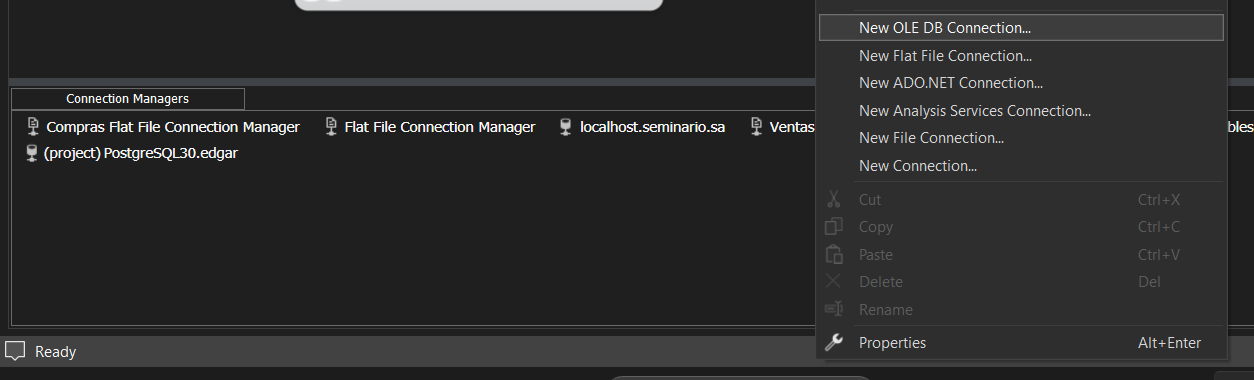 New OLE DB Connection...
New Flat File Connection...
New ADO.NET Connection...
New Analysis Services Connection...
New File Connection...
New Connection...
Cut Ctrl+X
Copy Ctrl+C
Paste Ctrl+V
Delete Del
Rename
Properties Alt+Enter
Connection Managers
Compras Flat File Connection Manager Flat File Connection Manager localhost.seminario.sa Ventas bles
(project) PostgreSQL30.edgar
Ready